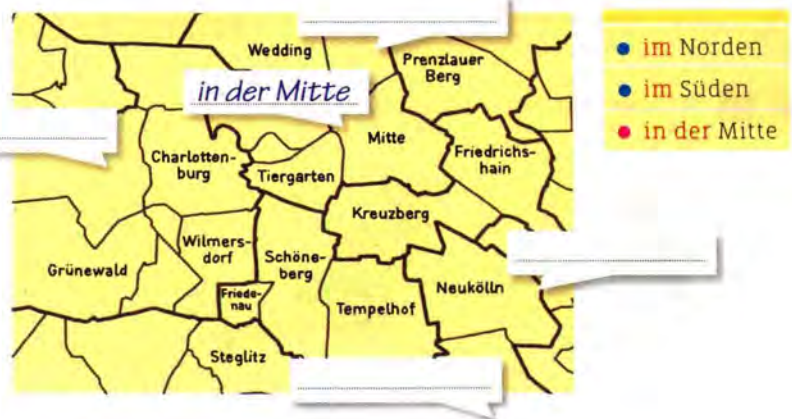 Wedding
Prenzlauer
Berg
in der Mitte
Mitte
Charlotten-
burg
Tiergarten
Friedrichs-
hain
Kreuzberg
Wilmers-
dorf
Schöne-
berg
Grünewald
Neukölln
Friede-
nau
Tempelhof
Steglitz
im Norden
im Süden
in der Mitte